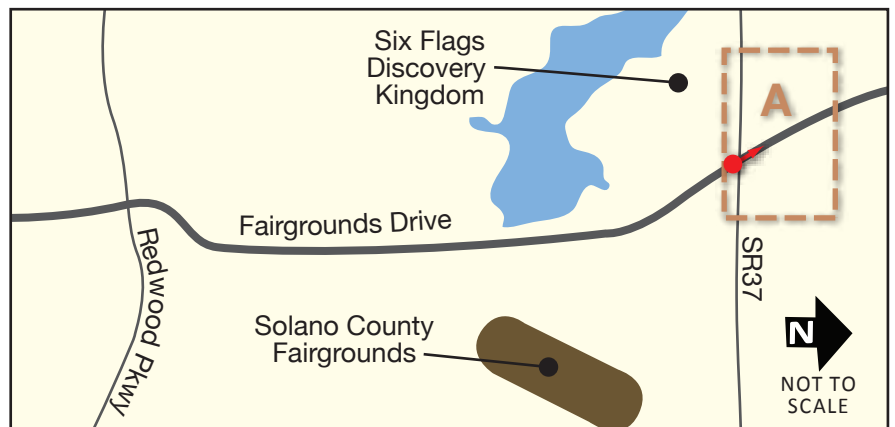 Six Flags
Discovery
Kingdom
A
Fairgrounds Drive
Redwood Pkwy
SR37
Solano County
Fairgrounds
N
NOT TO
SCALE